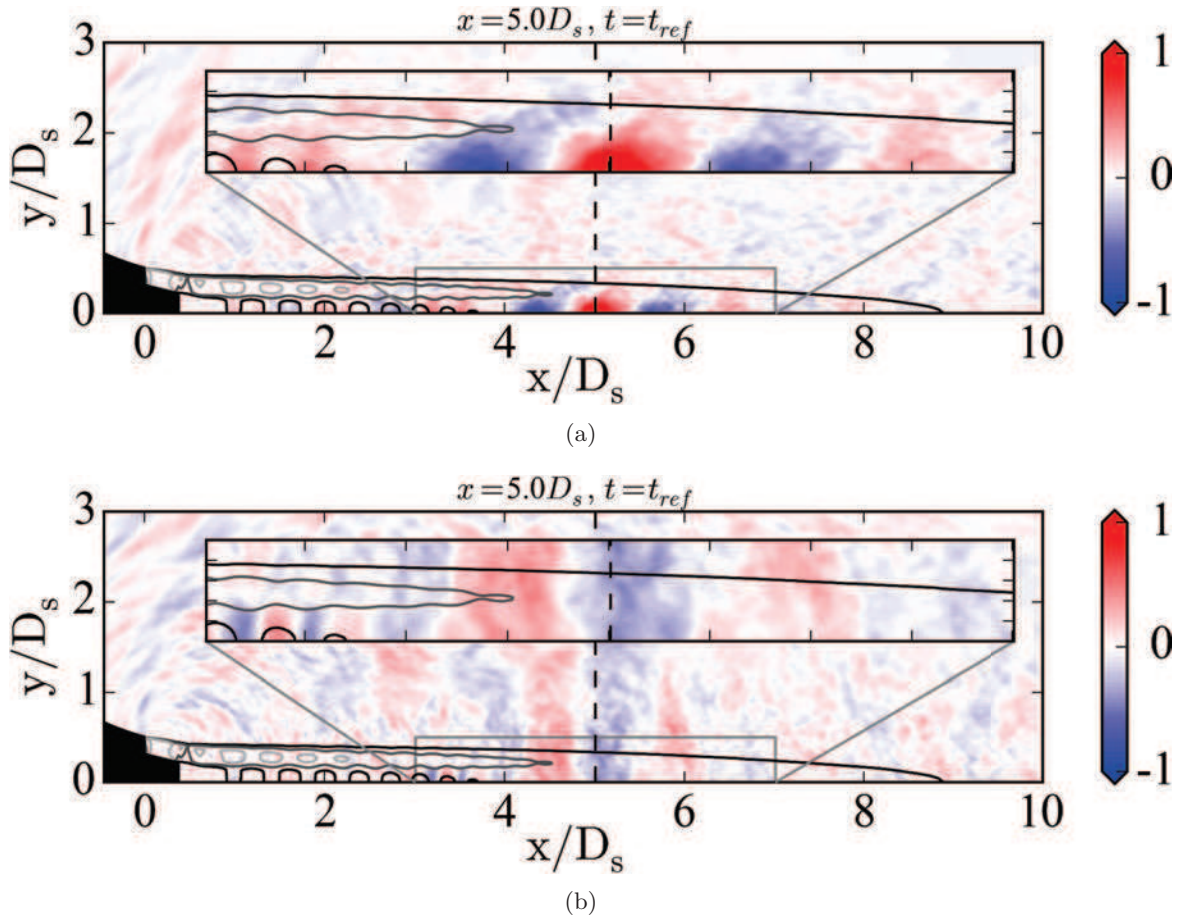 x = 5.0D_s, t = t_ref
3
2
1
0
y/D_s
0 2 4 6 8 10
x/D_s
1
0
-1
(a)
x = 5.0D_s, t = t_ref
3
2
1
0
y/D_s
0 2 4 6 8 10
x/D_s
1
0
-1
(b)